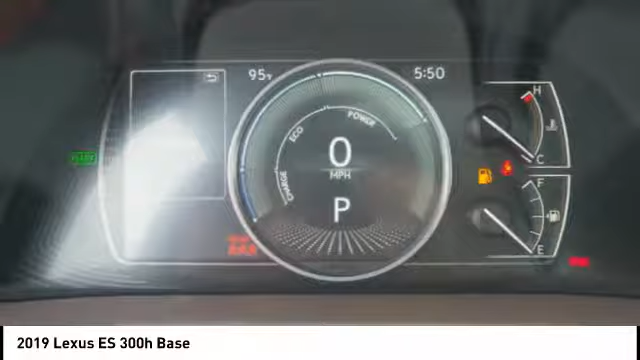 95°F
5:50
H
POWER
ECO
0
MPH
C
CHARGE
F
P
E
2019 Lexus ES 300h Base